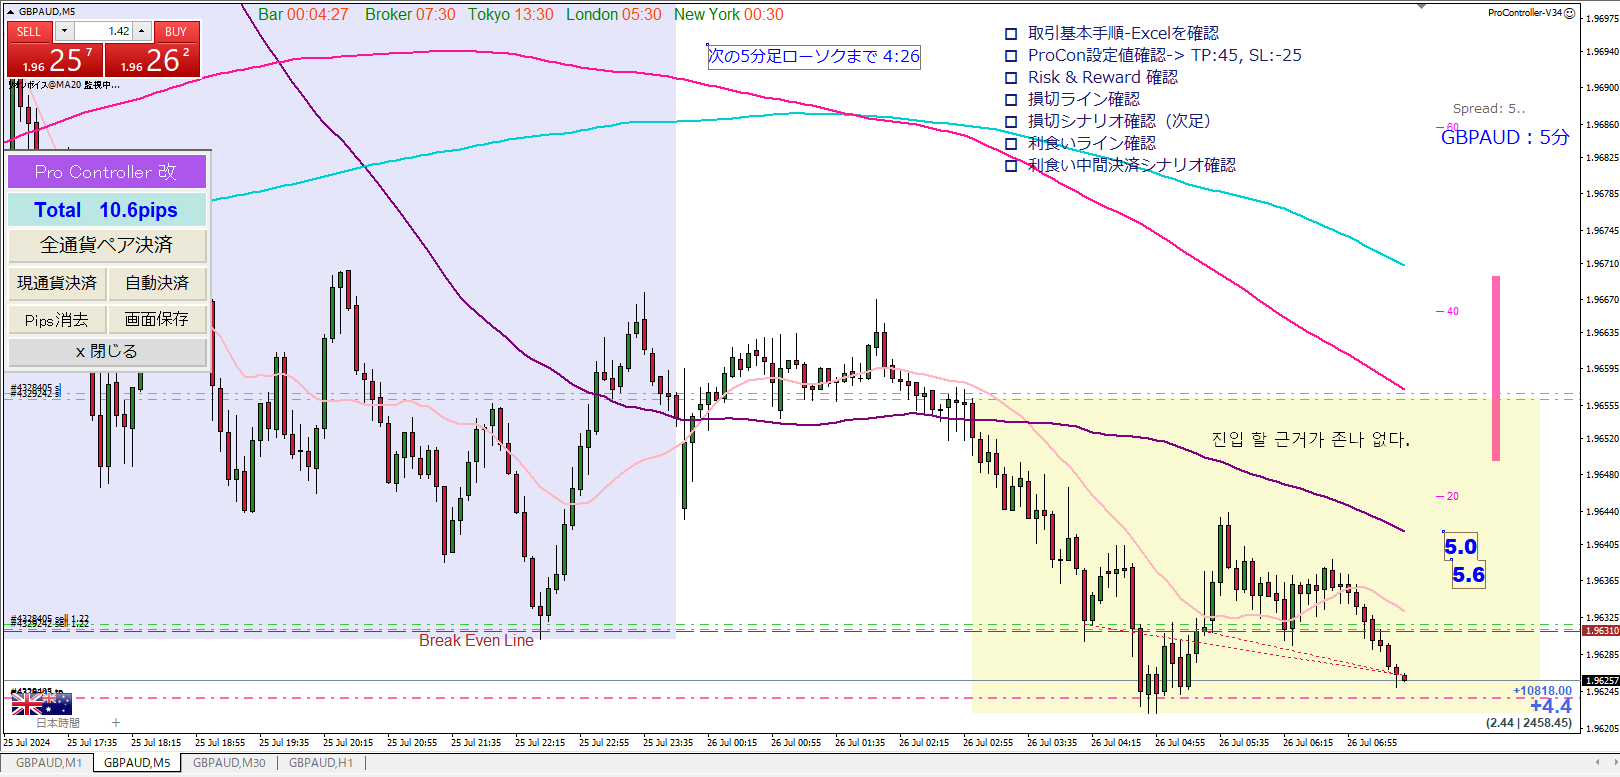 GBPAUD,M5
Bar 00:04:27 Broker 07:30 Tokyo 13:30 London 05:30 New York 00:30
ProController-V34
SELL 1.42 BUY
1.96 25 7 1.96 26 2
監視中...
次の5分足ローソクまで 4:26
取引基本手順-Excelを確認
ProCon設定値確認-> TP:45, SL:-25
Risk & Reward 確認
損切ライン確認
損切シナリオ確認（次足）
利食いライン確認
利食い中間決済シナリオ確認
Spread: 5..
GBPAUD : 5分
Pro Controller 改
Total 10.6pips
全通貨ペア決済
現通貨決済 自動決済
Pips消去 画面保存
x 閉じる
#4328405 sl
#4329242 sl
진입 할 근거가 존나 없다.
60
40
20
5.0
5.6
#4328405 sell 1.22
#4329242 sell 1.22
Break Even Line
+10818.00
+4.4
(2.44 | 2458.45)
日本時間
1.96975
1.96940
1.96900
1.96860
1.96825
1.96785
1.96745
1.96710
1.96670
1.96635
1.96595
1.96555
1.96520
1.96480
1.96440
1.96405
1.96365
1.96325
1.96310
1.96285
1.96257
1.96245
1.96205
25 Jul 2024 25 Jul 17:35 25 Jul 18:15 25 Jul 18:55 25 Jul 19:35 25 Jul 20:15 25 Jul 20:55 25 Jul 21:35 25 Jul 22:15 25 Jul 22:55 25 Jul 23:35 26 Jul 00:15 26 Jul 00:55 26 Jul 01:35 26 Jul 02:15 26 Jul 02:55 26 Jul 03:35 26 Jul 04:15 26 Jul 04:55 26 Jul 05:35 26 Jul 06:15 26 Jul 06:55
GBPAUD,M1 GBPAUD,M5 GBPAUD,M30 GBPAUD,H1